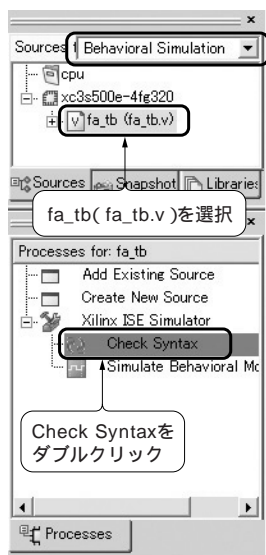 ×
Sources f Behavioral Simulation
cpu
xc3s500e-4fg320
fa_tb (fa_tb.v)
Sources Snapshot Libraries
fa_tb( fa_tb.v )を選択
×
Processes for: fa_tb
Add Existing Source
Create New Source
Xilinx ISE Simulator
Check Syntax
Simulate Behavioral Mc
Check Syntaxを
ダブルクリック
Processes